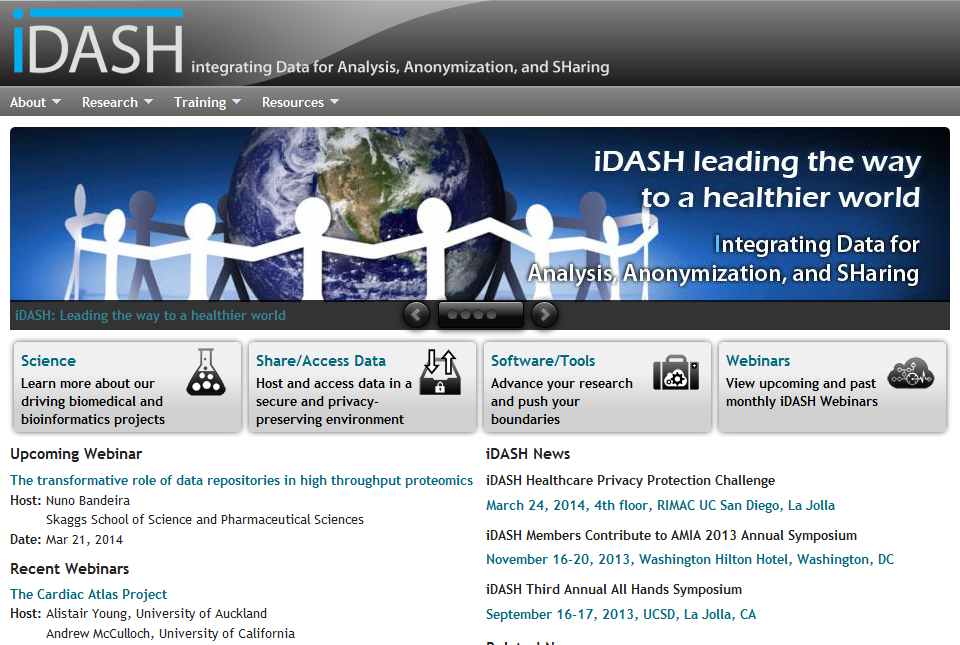 iDASH integrating Data for Analysis, Anonymization, and SHaring
About Research Training Resources
iDASH leading the way
to a healthier world
Integrating Data for
Analysis, Anonymization, and SHaring
iDASH: Leading the way to a healthier world
Science
Learn more about our
driving biomedical and
bioinformatics projects
Share/Access Data
Host and access data in a
secure and privacy-
preserving environment
Software/Tools
Advance your research
and push your
boundaries
Webinars
View upcoming and past
monthly iDASH Webinars
Upcoming Webinar
The transformative role of data repositories in high throughput proteomics
Host: Nuno Bandeira
Skaggs School of Science and Pharmaceutical Sciences
Date: Mar 21, 2014
Recent Webinars
The Cardiac Atlas Project
Host: Alistair Young, University of Auckland
Andrew McCulloch, University of California
iDASH News
iDASH Healthcare Privacy Protection Challenge
March 24, 2014, 4th floor, RIMAC UC San Diego, La Jolla
iDASH Members Contribute to AMIA 2013 Annual Symposium
November 16-20, 2013, Washington Hilton Hotel, Washington, DC
iDASH Third Annual All Hands Symposium
September 16-17, 2013, UCSD, La Jolla, CA